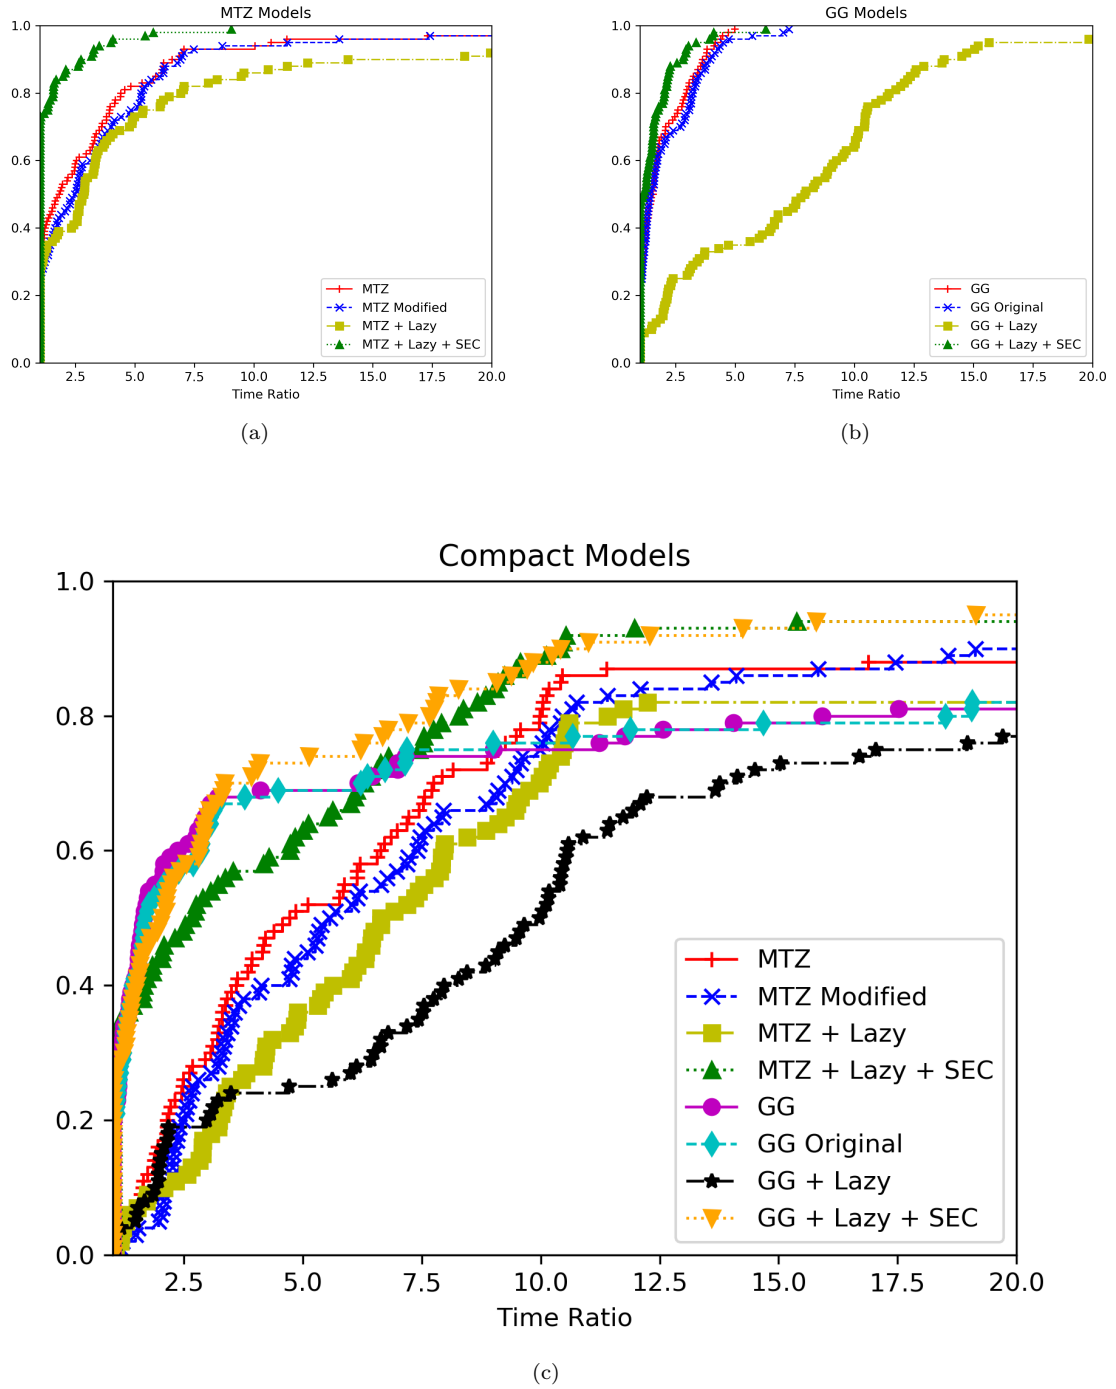 MTZ Models
1.0
0.8
0.6
0.4
0.2
0.0
2.5 5.0 7.5 10.0 12.5 15.0 17.5 20.0
Time Ratio
MTZ
MTZ Modified
MTZ + Lazy
MTZ + Lazy + SEC
(a)
GG Models
1.0
0.8
0.6
0.4
0.2
0.0
2.5 5.0 7.5 10.0 12.5 15.0 17.5 20.0
Time Ratio
GG
GG Original
GG + Lazy
GG + Lazy + SEC
(b)
Compact Models
1.0
0.8
0.6
0.4
0.2
0.0
2.5 5.0 7.5 10.0 12.5 15.0 17.5 20.0
Time Ratio
MTZ
MTZ Modified
MTZ + Lazy
MTZ + Lazy + SEC
GG
GG Original
GG + Lazy
GG + Lazy + SEC
(c)